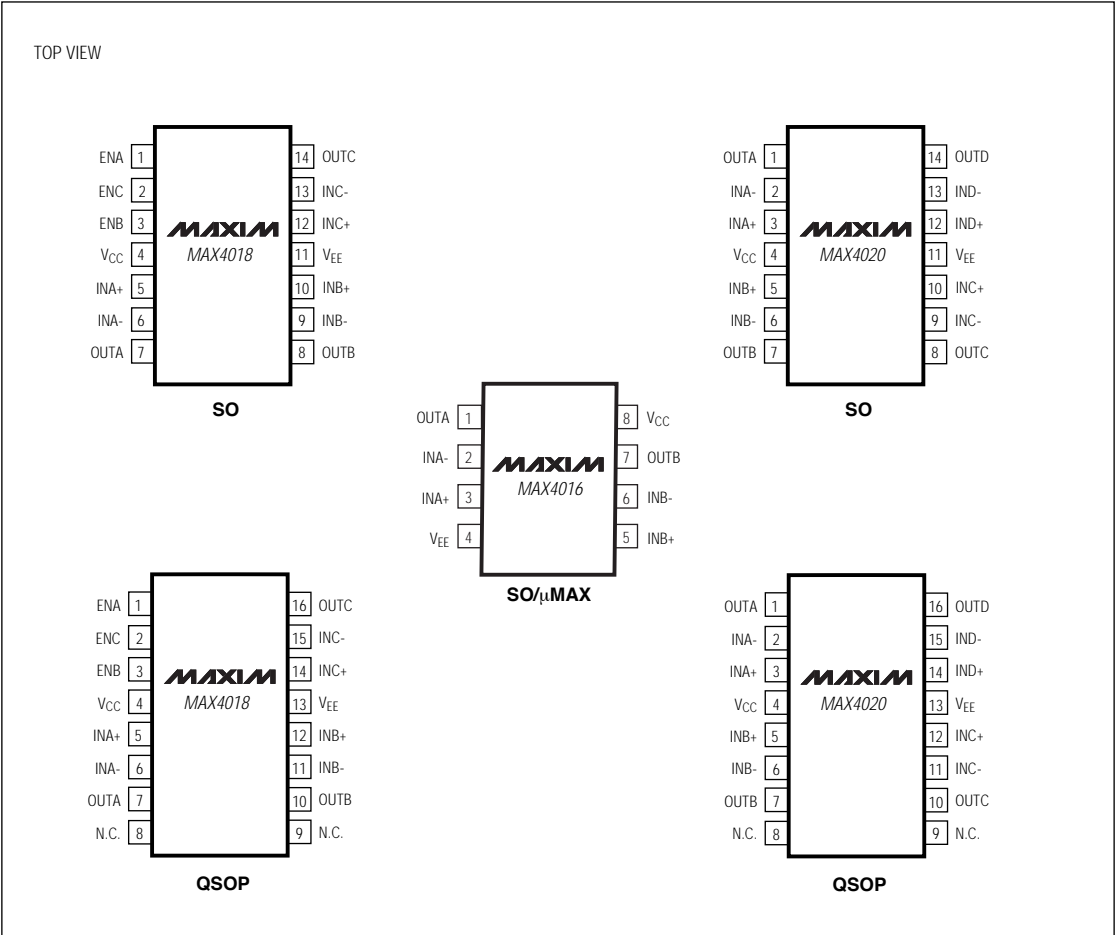 TOP VIEW
ENA 1 14 OUTC
ENC 2 13 INC-
ENB 3 12 INC+
VCC 4 11 VEE
INA+ 5 10 INB+
INA- 6 9 INB-
OUTA 7 8 OUTB
MAXIM
MAX4018
SO
OUTA 1 14 OUTD
INA- 2 13 IND-
INA+ 3 12 IND+
VCC 4 11 VEE
INB+ 5 10 INC+
INB- 6 9 INC-
OUTB 7 8 OUTC
MAXIM
MAX4020
SO
OUTA 1 8 VCC
INA- 2 7 OUTB
INA+ 3 6 INB-
VEE 4 5 INB+
MAXIM
MAX4016
SO/μMAX
ENA 1 16 OUTC
ENC 2 15 INC-
ENB 3 14 INC+
VCC 4 13 VEE
INA+ 5 12 INB+
INA- 6 11 INB-
OUTA 7 10 OUTB
N.C. 8 9 N.C.
MAXIM
MAX4018
QSOP
OUTA 1 16 OUTD
INA- 2 15 IND-
INA+ 3 14 IND+
VCC 4 13 VEE
INB+ 5 12 INC+
INB- 6 11 INC-
OUTB 7 10 OUTC
N.C. 8 9 N.C.
MAXIM
MAX4020
QSOP